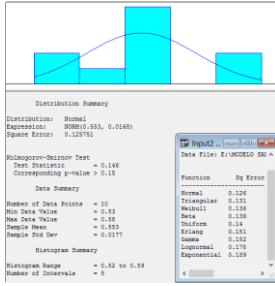 Distribution Summary
Distribution: Normal
Expression: NORM(0.553, 0.0168)
Square Error: 0.125751
Kolmogorov-Smirnov Test
Test Statistic = 0.146
Corresponding p-value > 0.15
Data Summary
Number of Data Points = 10
Min Data Value = 0.53
Max Data Value = 0.58
Sample Mean = 0.553
Sample Std Dev = 0.0177
Histogram Summary
Histogram Range = 0.52 to 0.59
Number of Intervals = 5
Input2 ...
Data File: E:\MODELO
Function Sq Error
Normal 0.126
Triangular 0.131
Weibull 0.136
Beta 0.136
Uniform 0.14
Erlang 0.151
Gamma 0.152
Lognormal 0.178
Exponential 0.189